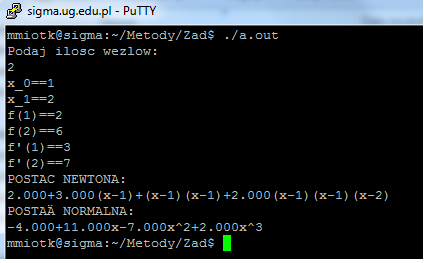 sigma.ug.edu.pl - PuTTY
mmiotk@sigma:~/Metody/Zad$ ./a.out
Podaj ilosc wezlow:
2
x_0==1
x_1==2
f(1)==2
f(2)==6
f'(1)==3
f'(2)==7
POSTAC NEWTONA:
2.000+3.000(x-1)+(x-1)(x-1)+2.000(x-1)(x-1)(x-2)
POSTAÄ NORMALNA:
-4.000+11.000x-7.000x^2+2.000x^3
mmiotk@sigma:~/Metody/Zad$